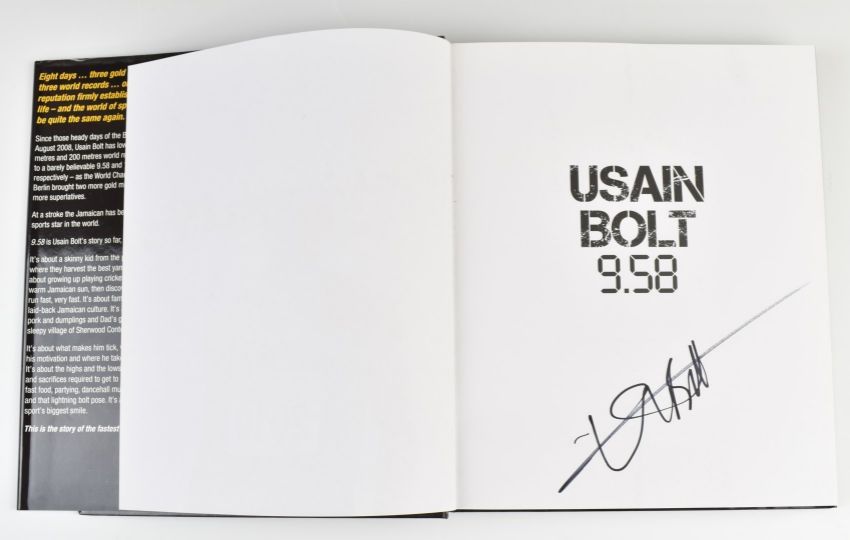 Eight days ... three gold
three world records ...
reputation firmly establis
life – and the world of sp
be quite the same again.
Since those heady days of the B
August 2008, Usain Bolt has low
metres and 200 metres world r
to a barely believable 9.58 and
respectively – as the World Cha
Berlin brought two more gold m
more superlatives.
At a stroke the Jamaican has be
sports star in the world.
9.58 is Usain Bolt's story so far,
It's about a skinny kid from the
where they harvest the best yam
about growing up playing cricke
warm Jamaican sun, then disco
run fast, very fast. It's about fam
laid-back Jamaican culture. It's
pork and dumplings and Dad's g
sleepy village of Sherwood Conte
It's about what makes him tick,
his motivation and where he take
It's about the highs and the lows
and sacrifices required to get to
fast food, partying, dancehall mu
and that lightning bolt pose. It's
sport's biggest smile.
This is the story of the fastest
USAIN
BOLT
9.58